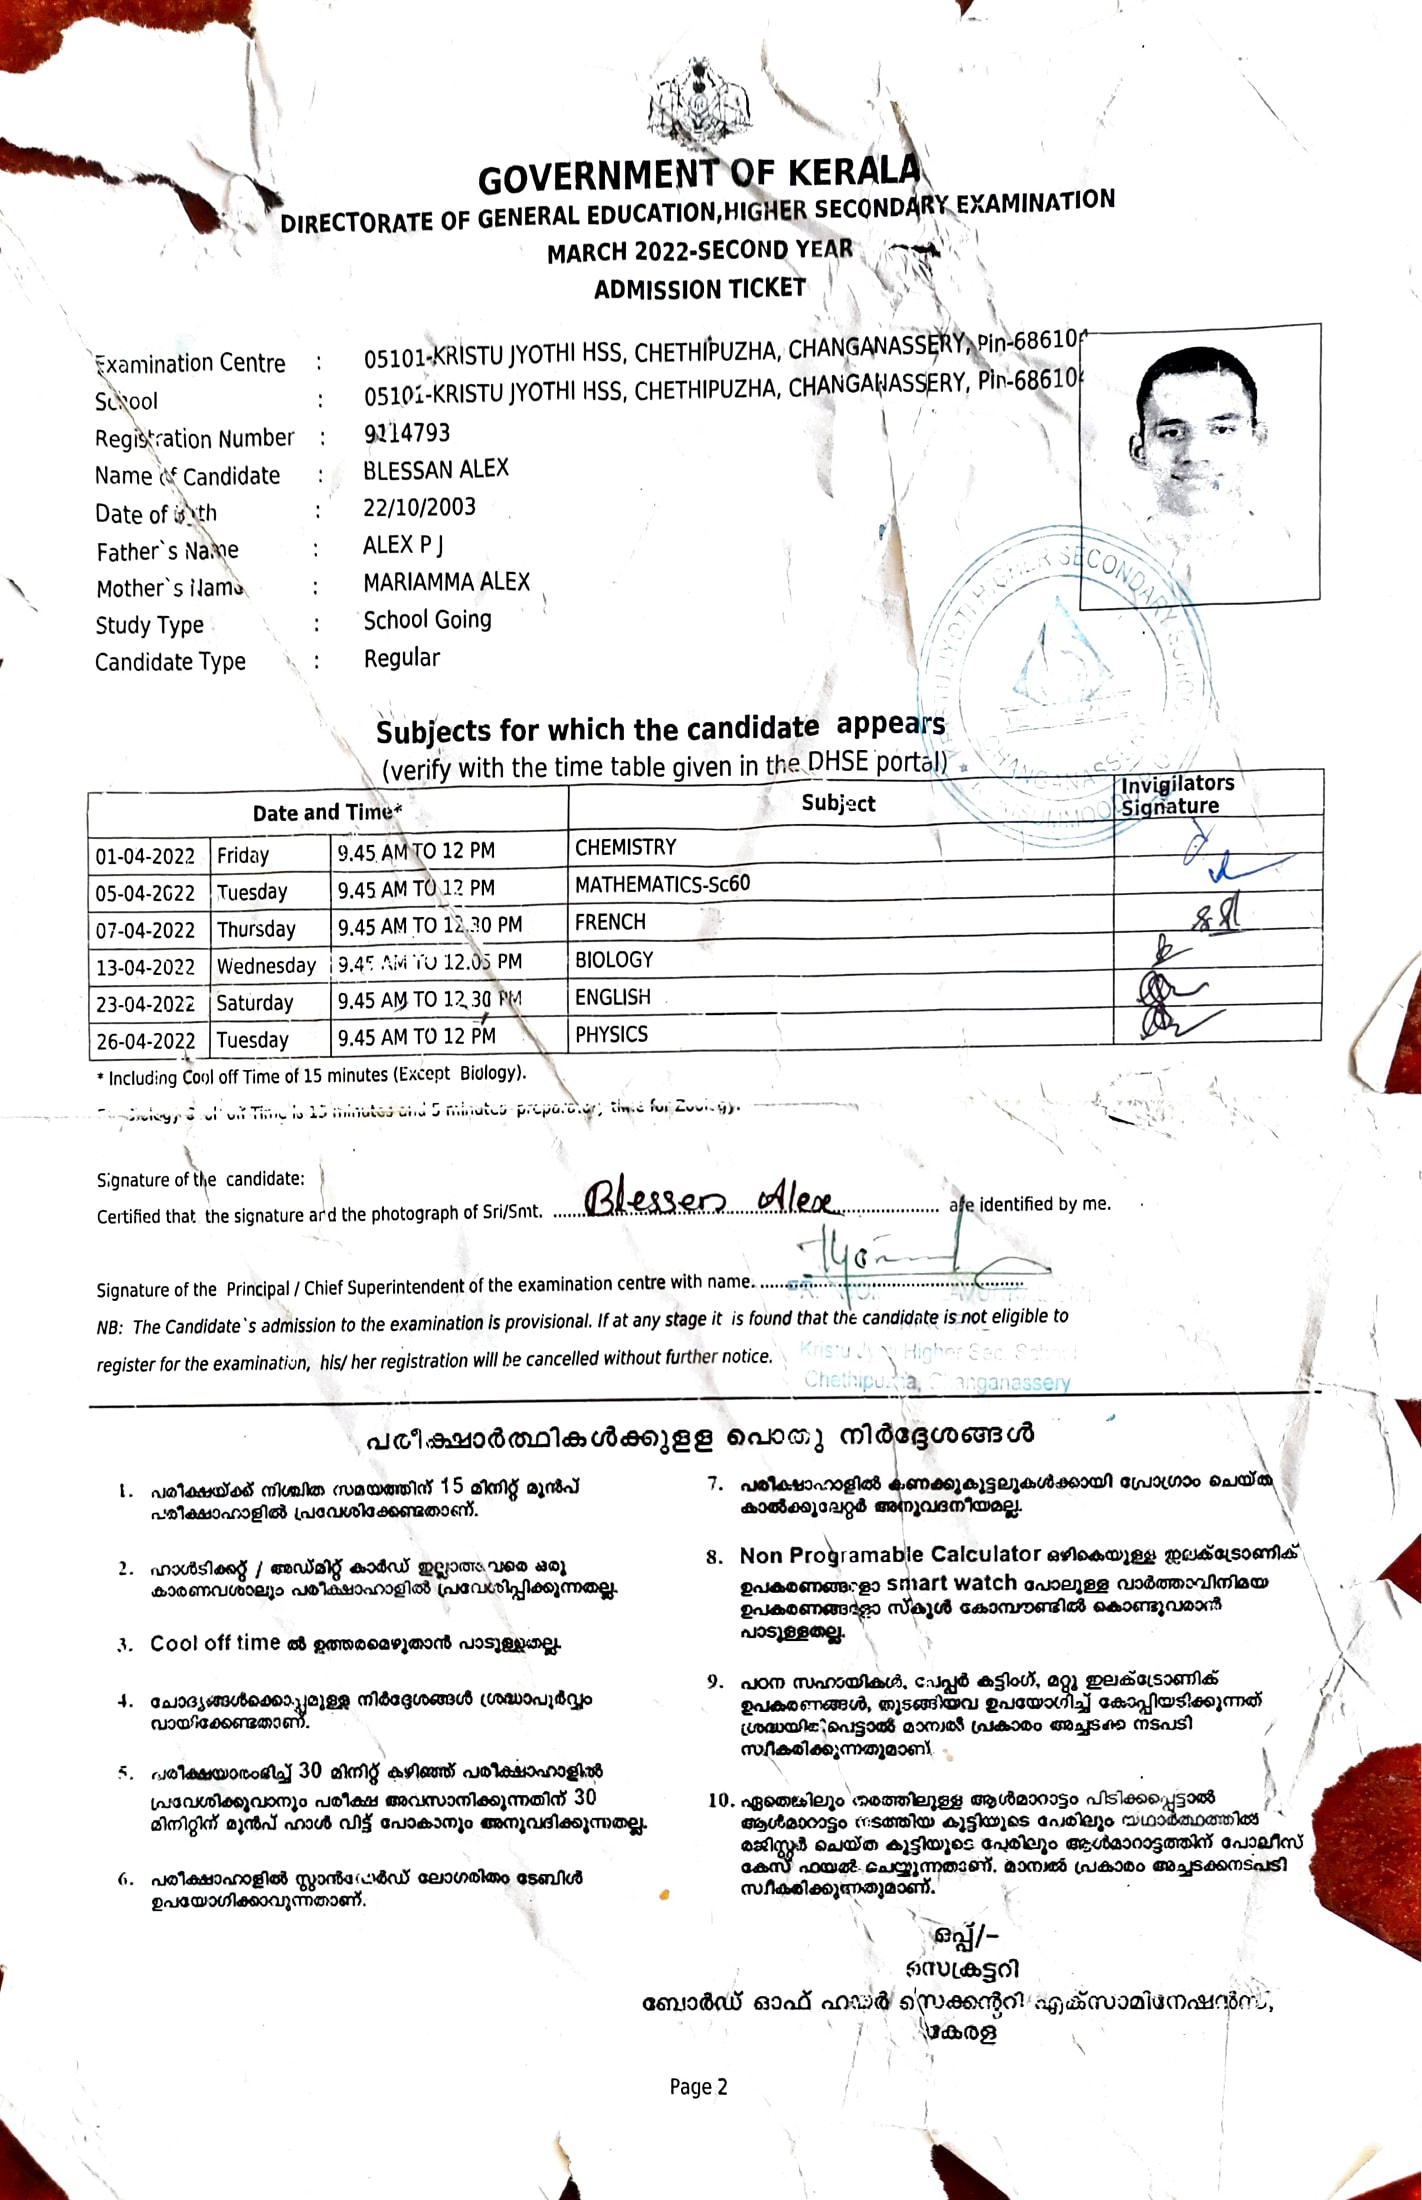 GOVERNMENT OF KERALA
DIRECTORATE OF GENERAL EDUCATION,HIGHER SECONDARY EXAMINATION
MARCH 2022-SECOND YEAR
ADMISSION TICKET
Examination Centre : 05101-KRISTU JYOTHI HSS, CHETHIPUZHA, CHANGANASSERY, Pin-68610
School : 05101-KRISTU JYOTHI HSS, CHETHIPUZHA, CHANGANASSERY, Pin-68610
Registration Number : 9114793
Name of Candidate : BLESSAN ALEX
Date of Birth : 22/10/2003
Father`s Name : ALEX P J
Mother`s Name : MARIAMMA ALEX
Study Type : School Going
Candidate Type : Regular
Subjects for which the candidate appears
(verify with the time table given in the DHSE portal)
Date and Time* Subject Invigilators Signature
01-04-2022 Friday 9.45 AM TO 12 PM CHEMISTRY
05-04-2022 Tuesday 9.45 AM TO 12 PM MATHEMATICS-Sc60
07-04-2022 Thursday 9.45 AM TO 12.30 PM FRENCH
13-04-2022 Wednesday 9.45 AM TO 12.05 PM BIOLOGY
23-04-2022 Saturday 9.45 AM TO 12.30 PM ENGLISH
26-04-2022 Tuesday 9.45 AM TO 12 PM PHYSICS
* Including Cool off Time of 15 minutes (Except Biology).
For Biology Cool off Time is 15 minutes and 5 minutes preparatory time for Zoology.
Signature of the candidate:
Certified that the signature and the photograph of Sri/Smt. Blessen Alex are identified by me.
Signature of the Principal / Chief Superintendent of the examination centre with name.
NB: The Candidate`s admission to the examination is provisional. If at any stage it is found that the candidate is not eligible to
register for the examination, his/ her registration will be cancelled without further notice.
Kristu Jyoti Higher Sec. School
Chethipuzha, Changanassery
പരീക്ഷാർത്ഥികൾക്കുള്ള പൊതു നിർദ്ദേശങ്ങൾ
1. പരീക്ഷയ്ക്ക് നിശ്ചിത സമയത്തിന് 15 മിനിറ്റ് മുൻപ്
പരീക്ഷാഹാളിൽ പ്രവേശിക്കേണ്ടതാണ്.
2. ഹാൾടിക്കറ്റ് / അഡ്മിറ്റ് കാർഡ് ഇല്ലാത്തവരെ ഒരു
കാരണവശാലും പരീക്ഷാഹാളിൽ പ്രവേശിപ്പിക്കുന്നതല്ല.
3. Cool off time ൽ ഉത്തരമെഴുതാൻ പാടുള്ളതല്ല.
4. ചോദ്യങ്ങൾക്കൊപ്പമുള്ള നിർദ്ദേശങ്ങൾ ശ്രദ്ധാപൂർവ്വം
വായിക്കേണ്ടതാണ്.
5. പരീക്ഷയാരംഭിച്ച് 30 മിനിറ്റ് കഴിഞ്ഞ് പരീക്ഷാഹാളിൽ
പ്രവേശിക്കുവാനും പരീക്ഷ അവസാനിക്കുന്നതിന് 30
മിനിറ്റിന് മുൻപ് ഹാൾ വിട്ട് പോകാനും അനുവദിക്കുന്നതല്ല.
6. പരീക്ഷാഹാളിൽ സ്റ്റാൻഡേർഡ് ലോഗരിതം ടേബിൾ
ഉപയോഗിക്കാവുന്നതാണ്.
7. പരീക്ഷാഹാളിൽ കണക്കുകൂട്ടലുകൾക്കായി പ്രോഗ്രാം ചെയ്ത
കാൽക്കുലേറ്റർ അനുവദനീയമല്ല.
8. Non Programable Calculator ഒഴികെയുള്ള ഇലക്ട്രോണിക്
ഉപകരണങ്ങളോ smart watch പോലുള്ള വാർത്താവിനിമയ
ഉപകരണങ്ങളോ സ്കൂൾ കോമ്പൗണ്ടിൽ കൊണ്ടുവരാൻ
പാടുള്ളതല്ല.
9. പഠന സഹായികൾ, പേപ്പർ കട്ടിംഗ്, മറ്റു ഇലക്ട്രോണിക്
ഉപകരണങ്ങൾ, തുടങ്ങിയവ ഉപയോഗിച്ച് കോപ്പിയടിക്കുന്നത്
ശ്രദ്ധയിൽപെട്ടാൽ മാന്വൽ പ്രകാരം അച്ചടക്ക നടപടി
സ്വീകരിക്കുന്നതുമാണ്.
10. ഏതെങ്കിലും തരത്തിലുള്ള ആൾമാറാട്ടം പിടിക്കപ്പെട്ടാൽ
ആൾമാറാട്ടം നടത്തിയ കുട്ടിയുടെ പേരിലും യഥാർത്ഥത്തിൽ
രജിസ്റ്റർ ചെയ്ത കുട്ടിയുടെ പേരിലും ആൾമാറാട്ടത്തിന് പോലീസ്
കേസ് ഫയൽ ചെയ്യുന്നതാണ്. മാന്വൽ പ്രകാരം അച്ചടക്കനടപടി
സ്വീകരിക്കുന്നതുമാണ്.
ഒപ്പ്/-
സെക്രട്ടറി
ബോർഡ് ഓഫ് ഹയർ സെക്കന്ററി എക്സാമിനേഷൻസ്,
കേരള
Page 2